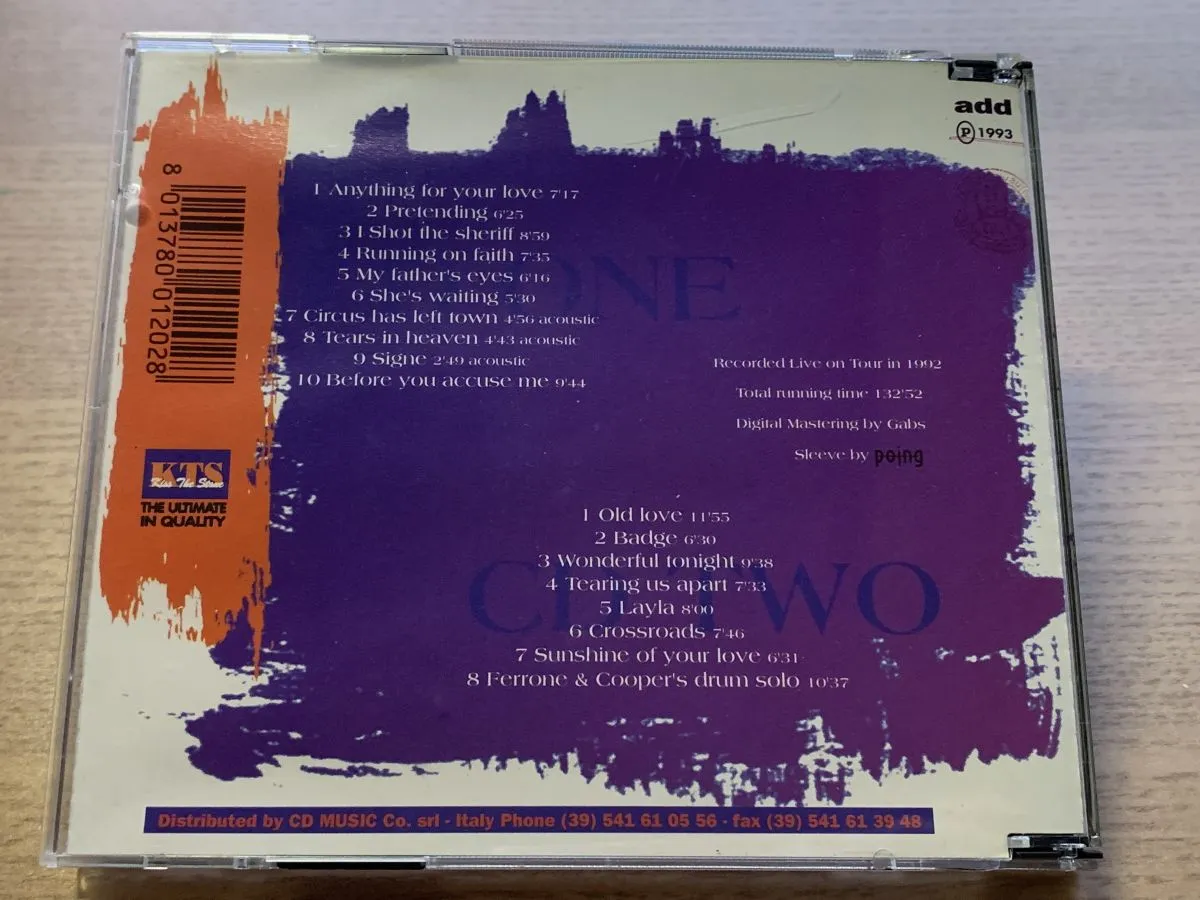 add
Ⓟ 1993
8 013780 012028
KTS
Kiss The Stone
THE ULTIMATE
IN QUALITY
ONE
1 Anything for your love 7'17
2 Pretending 6'25
3 I Shot the sheriff 8'59
4 Running on faith 7'35
5 My father's eyes 6'16
6 She's waiting 5'30
7 Circus has left town 4'56 acoustic
8 Tears in heaven 4'43 acoustic
9 Signe 2'49 acoustic
10 Before you accuse me 9'44
Recorded Live on Tour in 1992
Total running time 132'52
Digital Mastering by Gabs
Sleeve by poing
CD TWO
1 Old love 11'55
2 Badge 6'30
3 Wonderful tonight 9'38
4 Tearing us apart 7'33
5 Layla 8'00
6 Crossroads 7'46
7 Sunshine of your love 6'31
8 Ferrone & Cooper's drum solo 10'37
Distributed by CD MUSIC Co. srl - Italy Phone (39) 541 61 05 56 - fax (39) 541 61 39 48